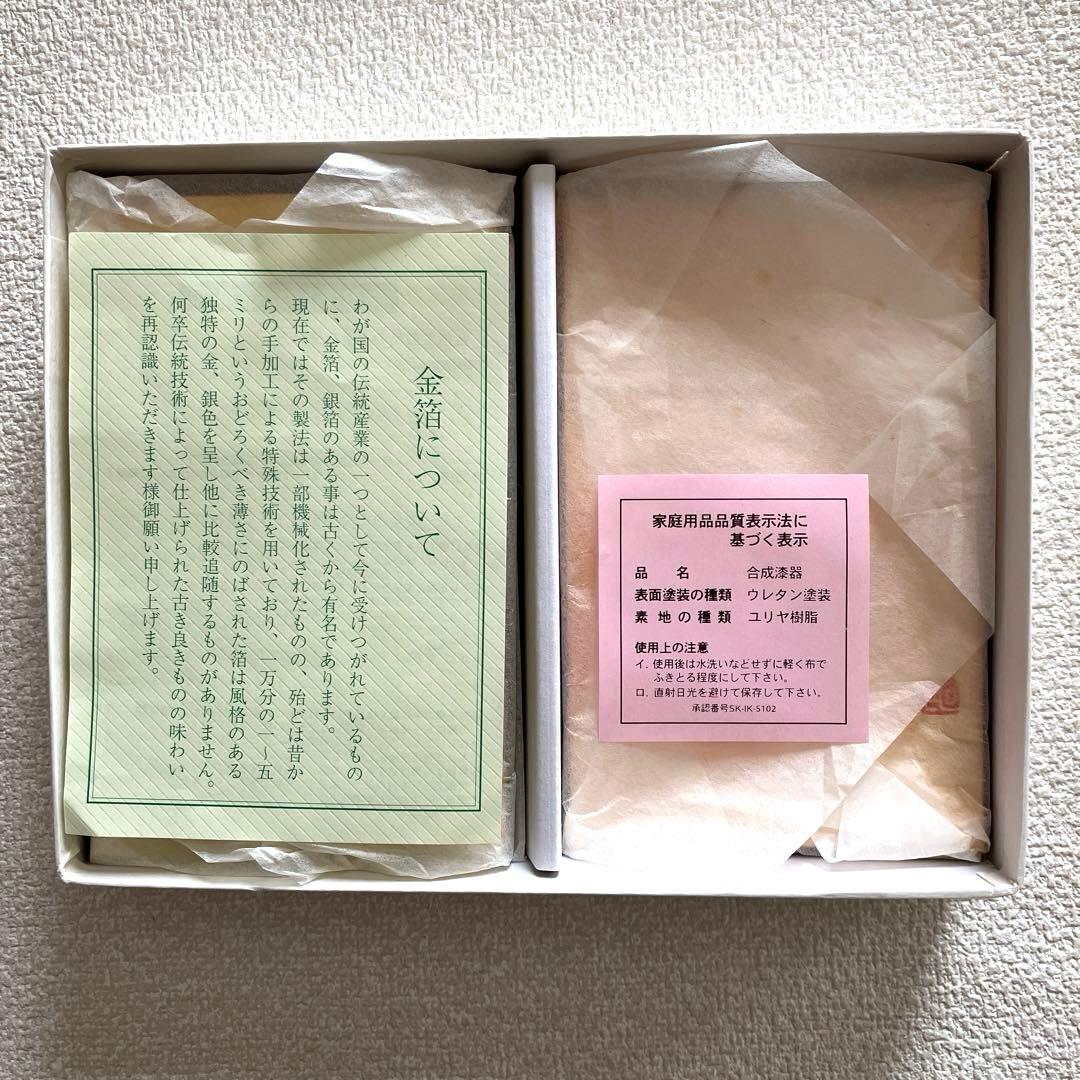 金箔について
わが国の伝統産業の一つとして今に受けつがれているもの
に、金箔、銀箔のある事は古くから有名であります。
現在ではその製法は一部機械化されたものの、殆どは昔か
らの手加工による特殊技術を用いており、一万分の一〜五
ミリというおどろくべき薄さにのばされた箔は風格のある
独特の金、銀色を呈し他に比較追随するものがありません。
何卒伝統技術によって仕上げられた古き良きものの味わい
を再認識いただきます様御願い申し上げます。
家庭用品品質表示法に
基づく表示
品 名 合成漆器
表面塗装の種類 ウレタン塗装
素地の種類 ユリヤ樹脂
使用上の注意
イ. 使用後は水洗いなどせずに軽く布で
ふきとる程度にして下さい。
ロ. 直射日光を避けて保存して下さい。
承認番号SK-IK-5102